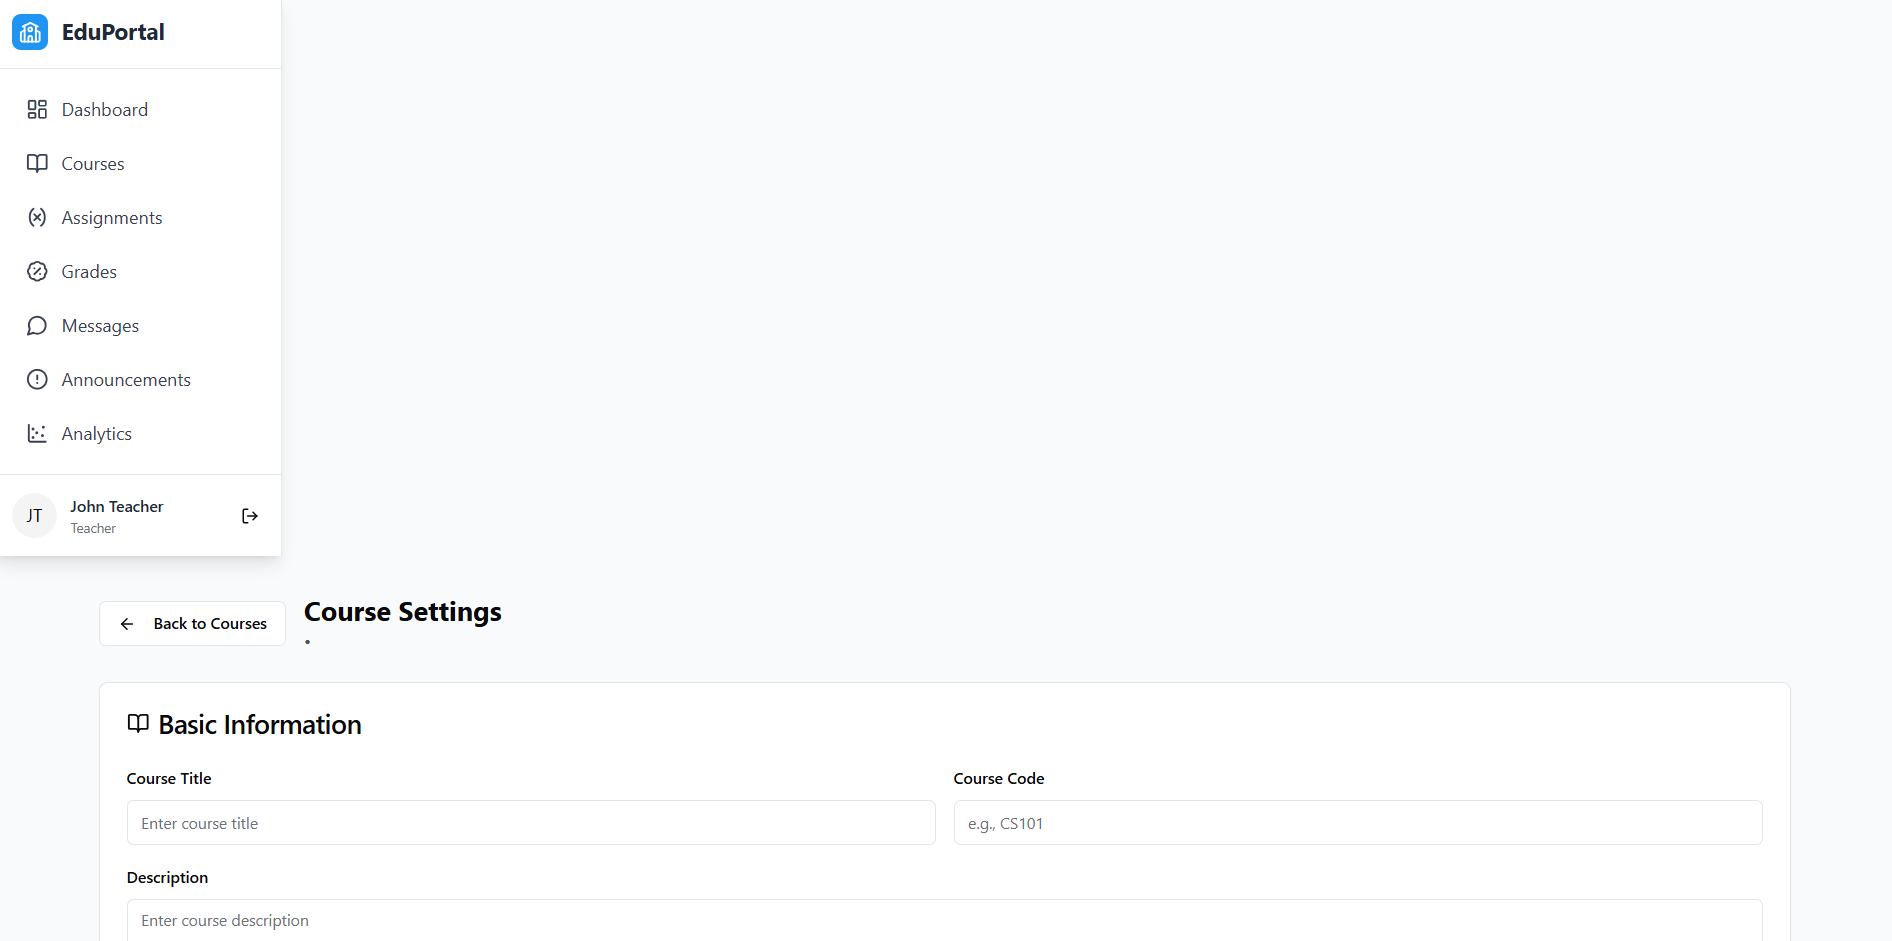 EduPortal
Dashboard
Courses
Assignments
Grades
Messages
Announcements
Analytics
JT
John Teacher
Teacher
Back to Courses
Course Settings
•
Basic Information
Course Title
Course Code
Enter course title
e.g., CS101
Description
Enter course description